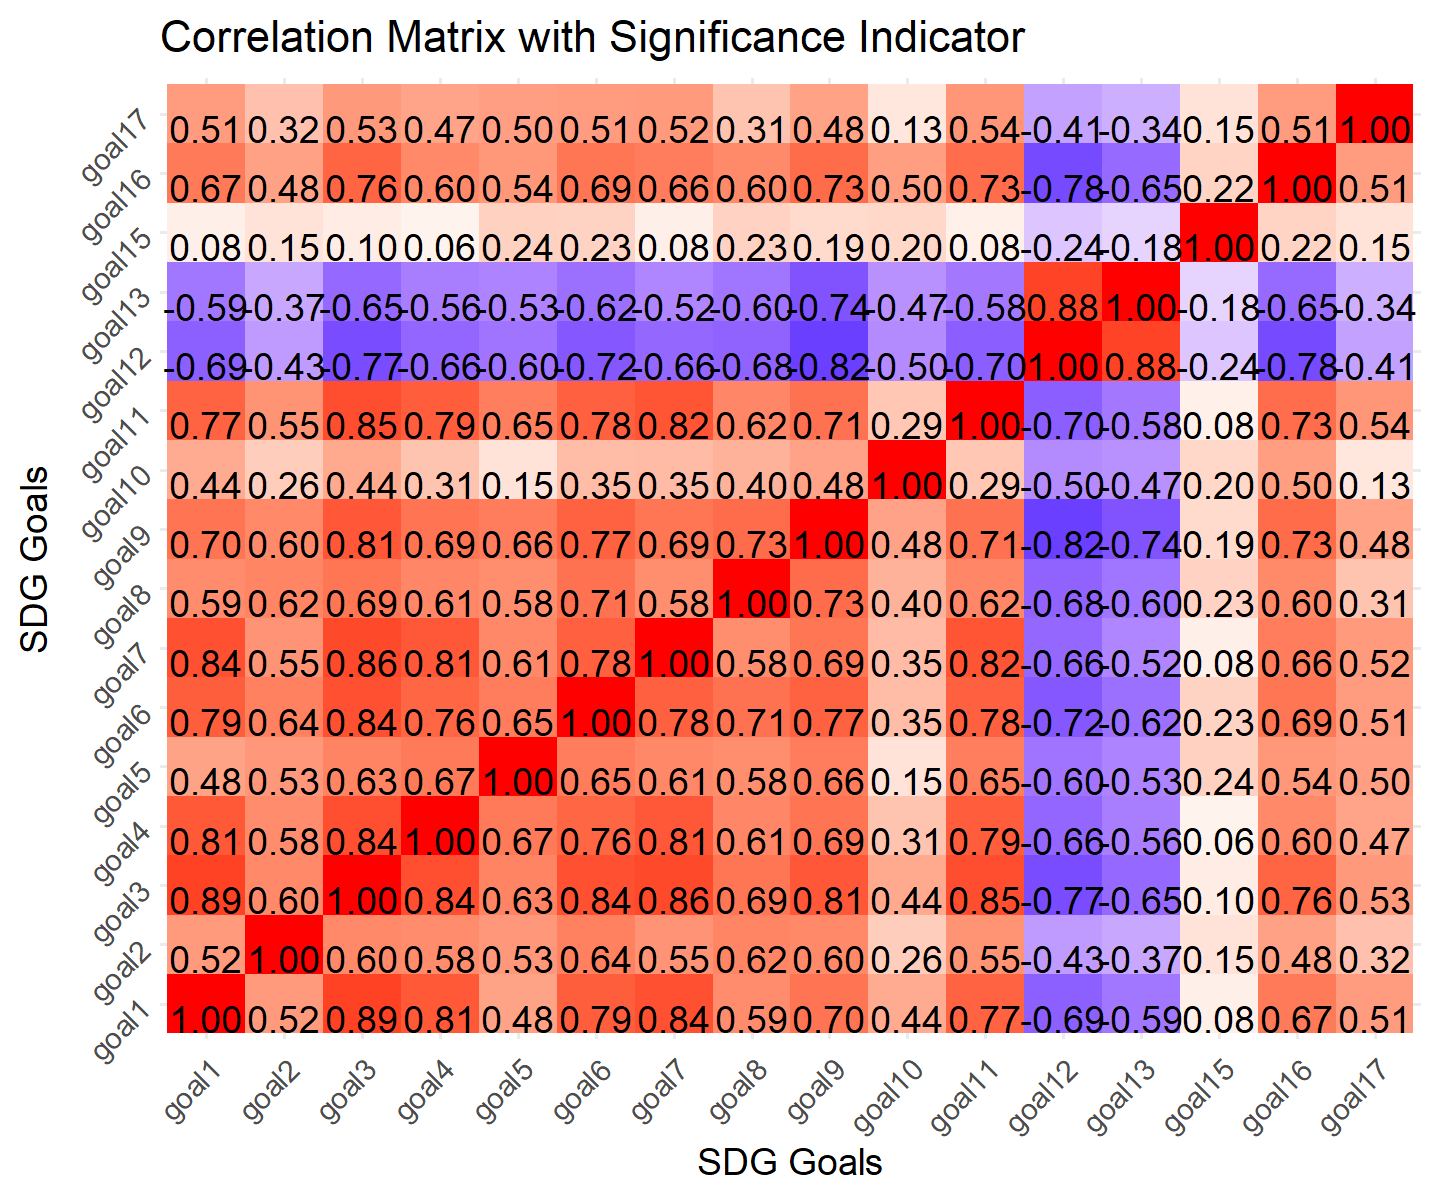 Correlation Matrix with Significance Indicator
SDG Goals
goal17 0.51 0.32 0.53 0.47 0.50 0.51 0.52 0.31 0.48 0.13 0.54 -0.41 -0.34 0.15 0.51 1.00
goal16 0.67 0.48 0.76 0.60 0.54 0.69 0.66 0.60 0.73 0.50 0.73 -0.78 -0.65 0.22 1.00 0.51
goal15 0.08 0.15 0.10 0.06 0.24 0.23 0.08 0.23 0.19 0.20 0.08 -0.24 -0.18 1.00 0.22 0.15
goal13 -0.59 -0.37 -0.65 -0.56 -0.53 -0.62 -0.52 -0.60 -0.74 -0.47 -0.58 0.88 1.00 -0.18 -0.65 -0.34
goal12 -0.69 -0.43 -0.77 -0.66 -0.60 -0.72 -0.66 -0.68 -0.82 -0.50 -0.70 1.00 0.88 -0.24 -0.78 -0.41
goal11 0.77 0.55 0.85 0.79 0.65 0.78 0.82 0.62 0.71 0.29 1.00 -0.70 -0.58 0.08 0.73 0.54
goal10 0.44 0.26 0.44 0.31 0.15 0.35 0.35 0.40 0.48 1.00 0.29 -0.50 -0.47 0.20 0.50 0.13
goal9 0.70 0.60 0.81 0.69 0.66 0.77 0.69 0.73 1.00 0.48 0.71 -0.82 -0.74 0.19 0.73 0.48
goal8 0.59 0.62 0.69 0.61 0.58 0.71 0.58 1.00 0.73 0.40 0.62 -0.68 -0.60 0.23 0.60 0.31
goal7 0.84 0.55 0.86 0.81 0.61 0.78 1.00 0.58 0.69 0.35 0.82 -0.66 -0.52 0.08 0.66 0.52
goal6 0.79 0.64 0.84 0.76 0.65 1.00 0.78 0.71 0.77 0.35 0.78 -0.72 -0.62 0.23 0.69 0.51
goal5 0.48 0.53 0.63 0.67 1.00 0.65 0.61 0.58 0.66 0.15 0.65 -0.60 -0.53 0.24 0.54 0.50
goal4 0.81 0.58 0.84 1.00 0.67 0.76 0.81 0.61 0.69 0.31 0.79 -0.66 -0.56 0.06 0.60 0.47
goal3 0.89 0.60 1.00 0.84 0.63 0.84 0.86 0.69 0.81 0.44 0.85 -0.77 -0.65 0.10 0.76 0.53
goal2 0.52 1.00 0.60 0.58 0.53 0.64 0.55 0.62 0.60 0.26 0.55 -0.43 -0.37 0.15 0.48 0.32
goal1 1.00 0.52 0.89 0.81 0.48 0.79 0.84 0.59 0.70 0.44 0.77 -0.69 -0.59 0.08 0.67 0.51
goal1 goal2 goal3 goal4 goal5 goal6 goal7 goal8 goal9 goal10 goal11 goal12 goal13 goal15 goal16 goal17
SDG Goals